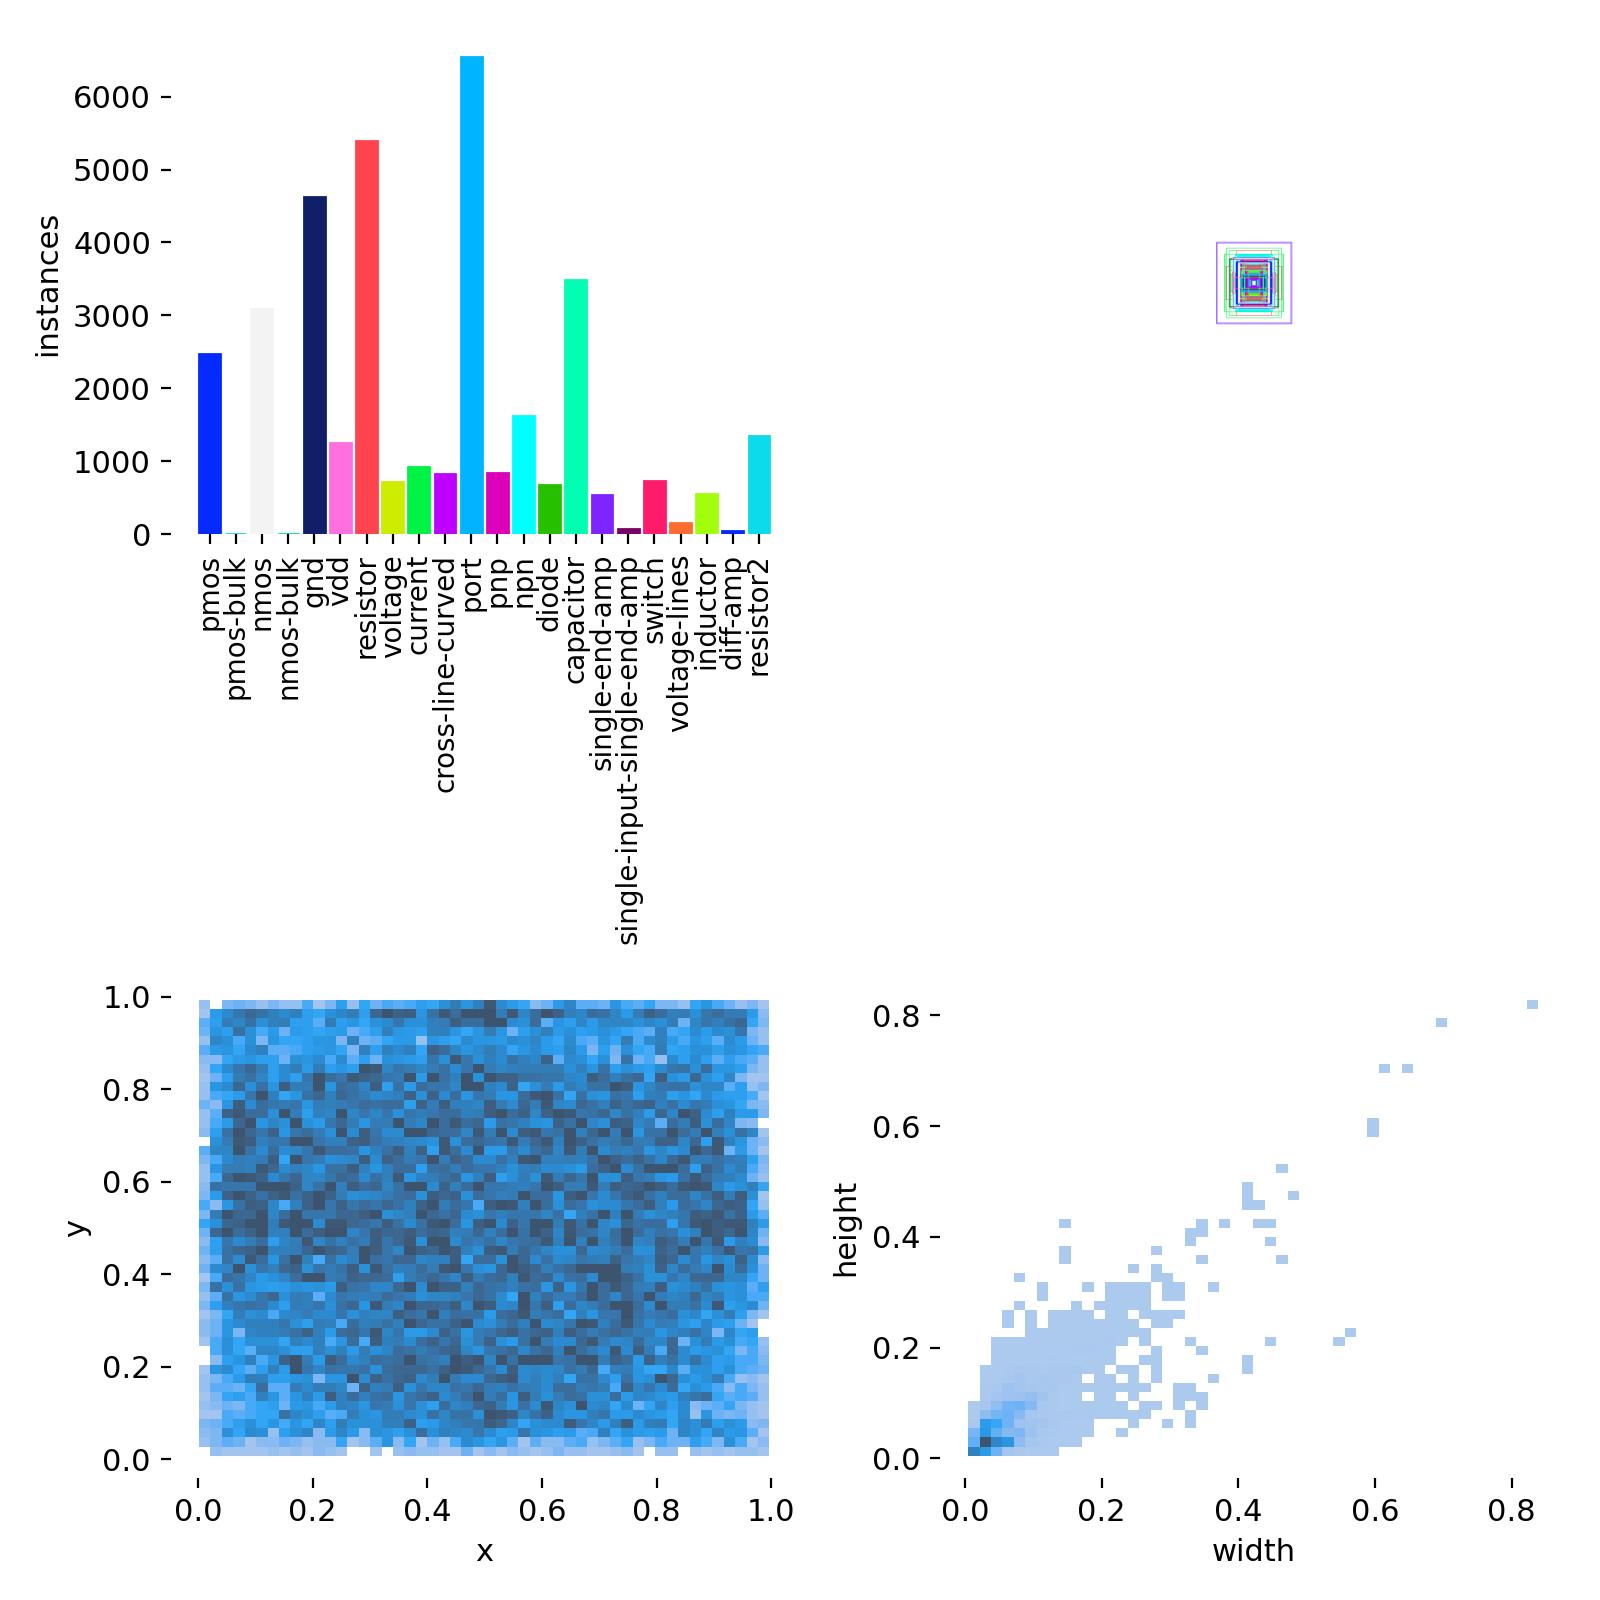 6000
5000
4000
3000
2000
1000
0
instances
pmos
pmos-bulk
nmos
nmos-bulk
gnd
vdd
resistor
voltage
current
cross-line-curved
port
pnp
npn
diode
capacitor
single-end-amp
single-input-single-end-amp
switch
voltage-lines
inductor
diff-amp
resistor2
1.0
0.8
0.6
0.4
0.2
0.0
y
0.0 0.2 0.4 0.6 0.8 1.0
x
0.8
0.6
0.4
0.2
0.0
height
0.0 0.2 0.4 0.6 0.8
width